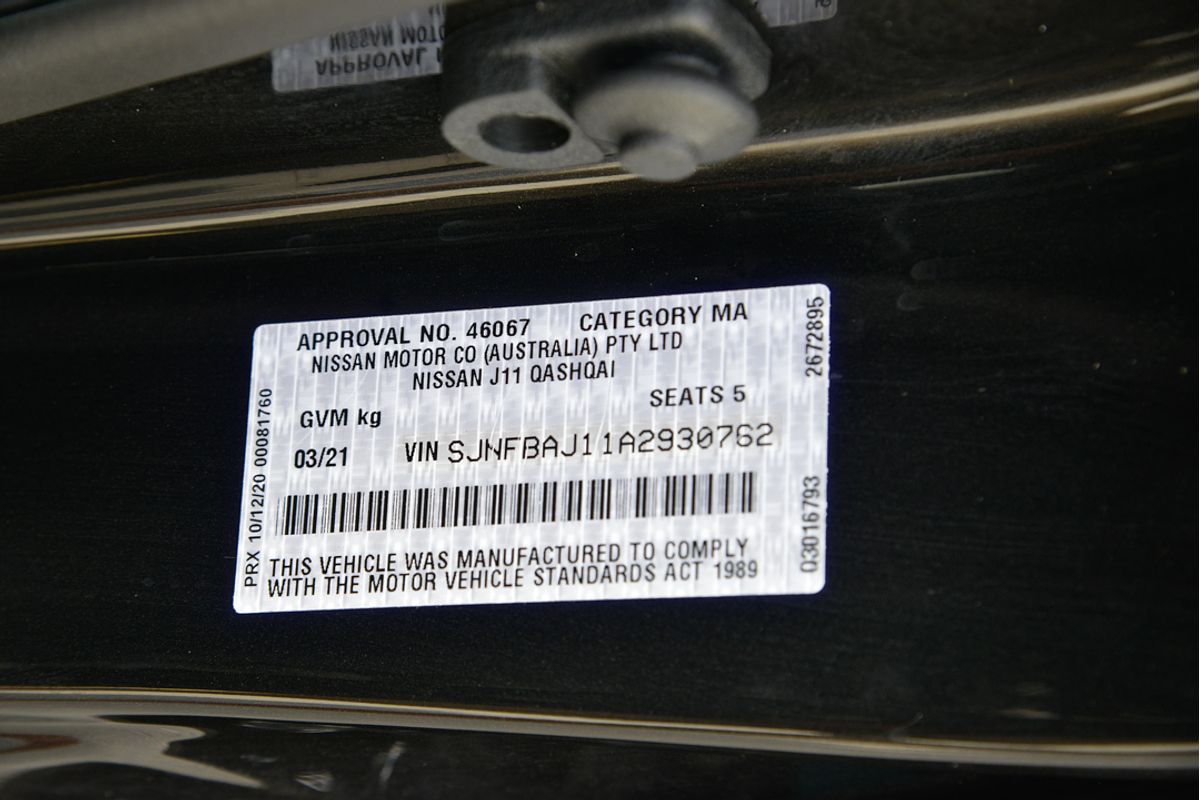 APPROVAL NO. 46067 CATEGORY MA
NISSAN MOTOR CO (AUSTRALIA) PTY LTD
NISSAN J11 QASHQAI
GVM kg SEATS 5
03/21 VIN SJNFBAJ11A2930762
THIS VEHICLE WAS MANUFACTURED TO COMPLY
WITH THE MOTOR VEHICLE STANDARDS ACT 1989
PRX 10/12/20 00081760
2672895
03016793
NISSAN MOTO
APPROVAL